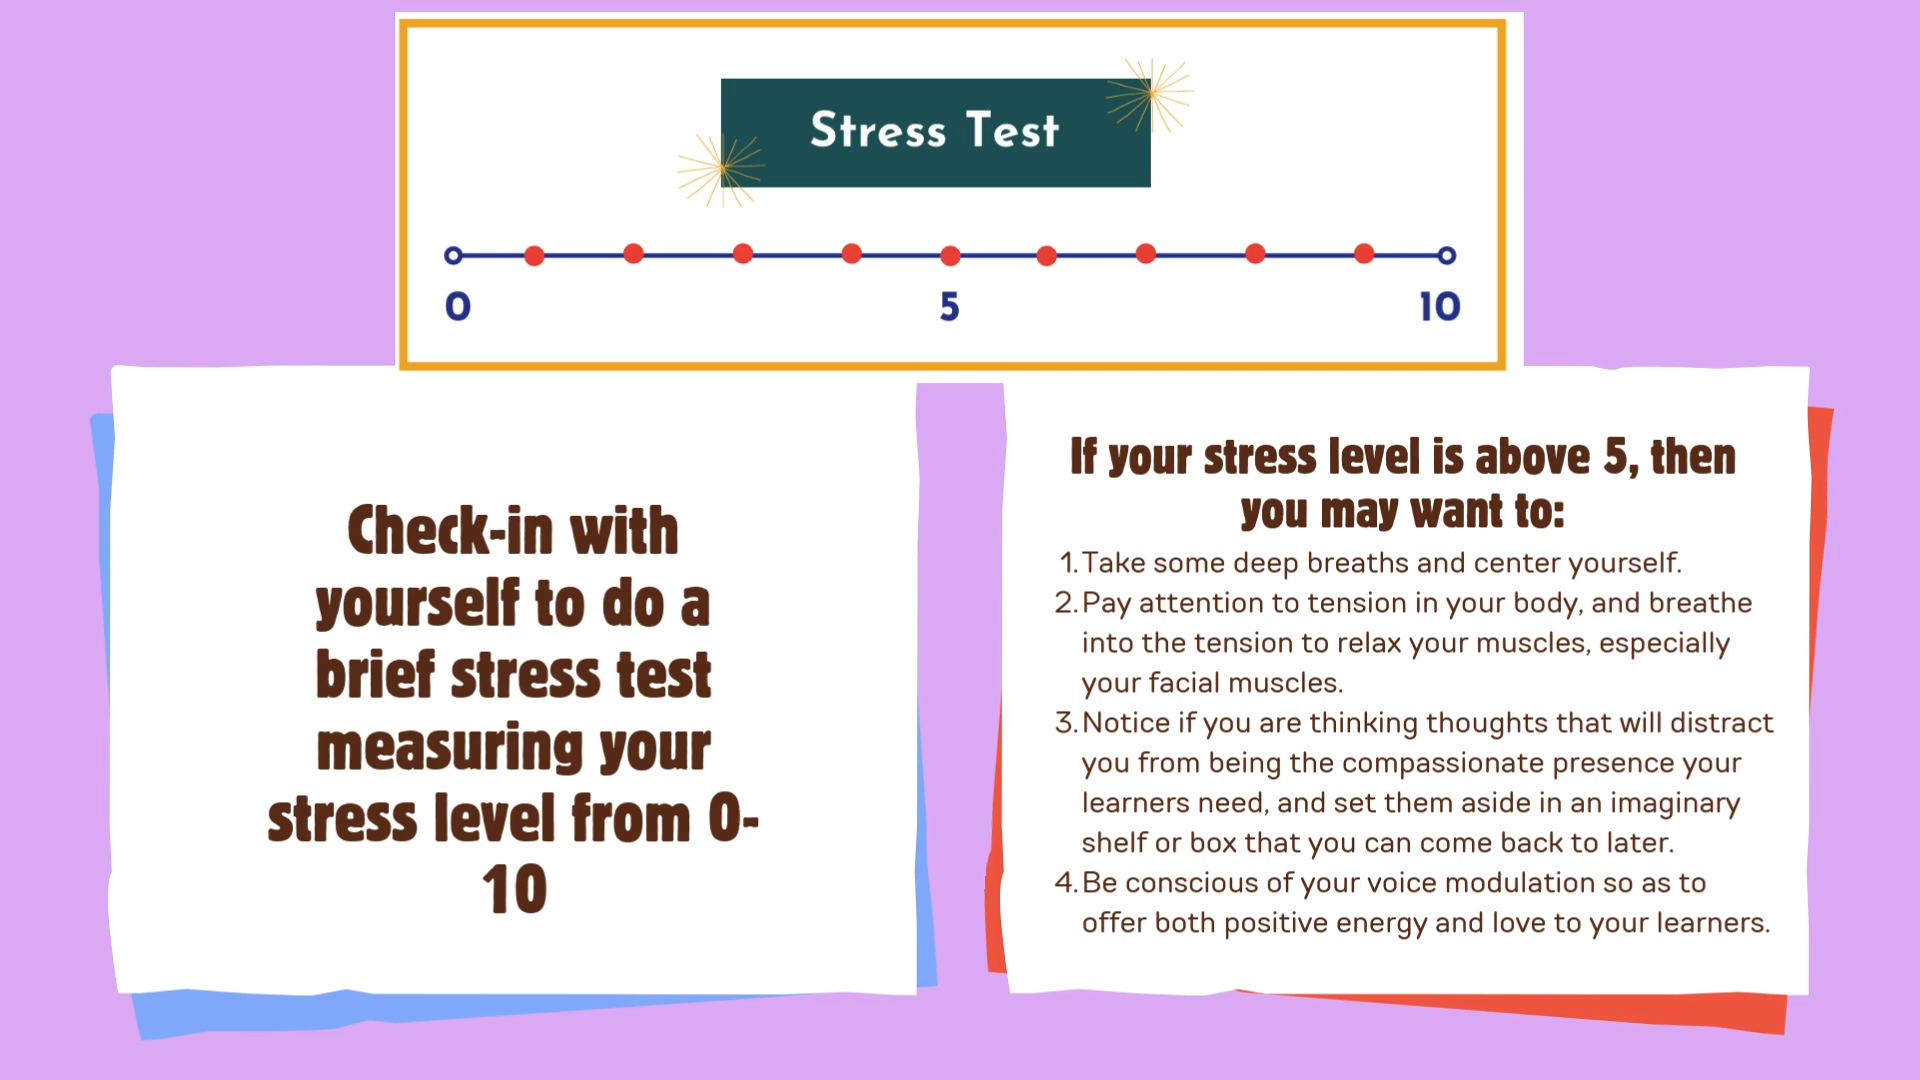 Stress Test
0 5 10
Check-in with
yourself to do a
brief stress test
measuring your
stress level from 0-
10
If your stress level is above 5, then
you may want to:
1. Take some deep breaths and center yourself.
2. Pay attention to tension in your body, and breathe
into the tension to relax your muscles, especially
your facial muscles.
3. Notice if you are thinking thoughts that will distract
you from being the compassionate presence your
learners need, and set them aside in an imaginary
shelf or box that you can come back to later.
4. Be conscious of your voice modulation so as to
offer both positive energy and love to your learners.